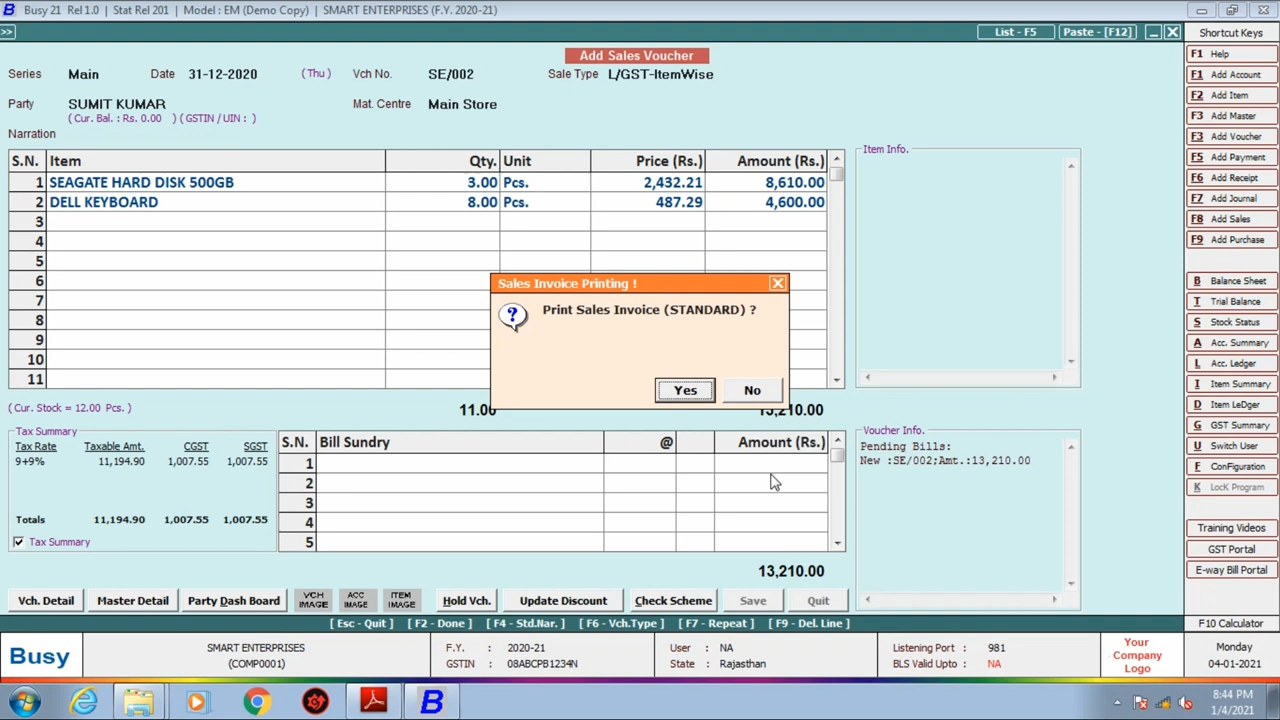 Busy 21 Rel 1.0 | Stat Rel 201 | Model : EM (Demo Copy) | SMART ENTERPRISES (F.Y. 2020-21)
>> List - F5 Paste - [F12]
Shortcut Keys
Add Sales Voucher
Series Main Date 31-12-2020 (Thu) Vch No. SE/002 Sale Type L/GST-ItemWise
Party SUMIT KUMAR Mat. Centre Main Store
(Cur. Bal. : Rs. 0.00 ) (GSTIN / UIN : )
Narration
S.N. Item Qty. Unit Price (Rs.) Amount (Rs.)
1 SEAGATE HARD DISK 500GB 3.00 Pcs. 2,432.21 8,610.00
2 DELL KEYBOARD 8.00 Pcs. 487.29 4,600.00
3
4
5
6
7
8
9
10
11
Sales Invoice Printing !
? Print Sales Invoice (STANDARD) ?
Yes No
Item Info.
(Cur. Stock = 12.00 Pcs. ) 11.00 13,210.00
Tax Summary
Tax Rate Taxable Amt. CGST SGST
9+9% 11,194.90 1,007.55 1,007.55
Totals 11,194.90 1,007.55 1,007.55
Tax Summary
S.N. Bill Sundry @ Amount (Rs.)
1
2
3
4
5
13,210.00
Voucher Info.
Pending Bills:
New :SE/002;Amt.:13,210.00
Vch. Detail Master Detail Party Dash Board VCH IMAGE ACC IMAGE ITEM IMAGE Hold Vch. Update Discount Check Scheme Save Quit
[ Esc - Quit ] [ F2 - Done ] [ F4 - Std.Nar. ] [ F6 - Vch.Type ] [ F7 - Repeat ] [ F9 - Del. Line ]
F1 Help
F1 Add Account
F2 Add Item
F3 Add Master
F3 Add Voucher
F5 Add Payment
F6 Add Receipt
F7 Add Journal
F8 Add Sales
F9 Add Purchase
B Balance Sheet
T Trial Balance
S Stock Status
A Acc. Summary
L Acc. Ledger
I Item Summary
D Item LeDger
G GST Summary
U Switch User
F Configuration
K LocK Program
Training Videos
GST Portal
E-way Bill Portal
F10 Calculator
Busy
SMART ENTERPRISES
(COMP0001)
F.Y. : 2020-21
GSTIN : 08ABCPB1234N
User : NA
State : Rajasthan
Listening Port : 981
BLS Valid Upto : NA
Your
Company
Logo
Monday
04-01-2021
8:44 PM
1/4/2021